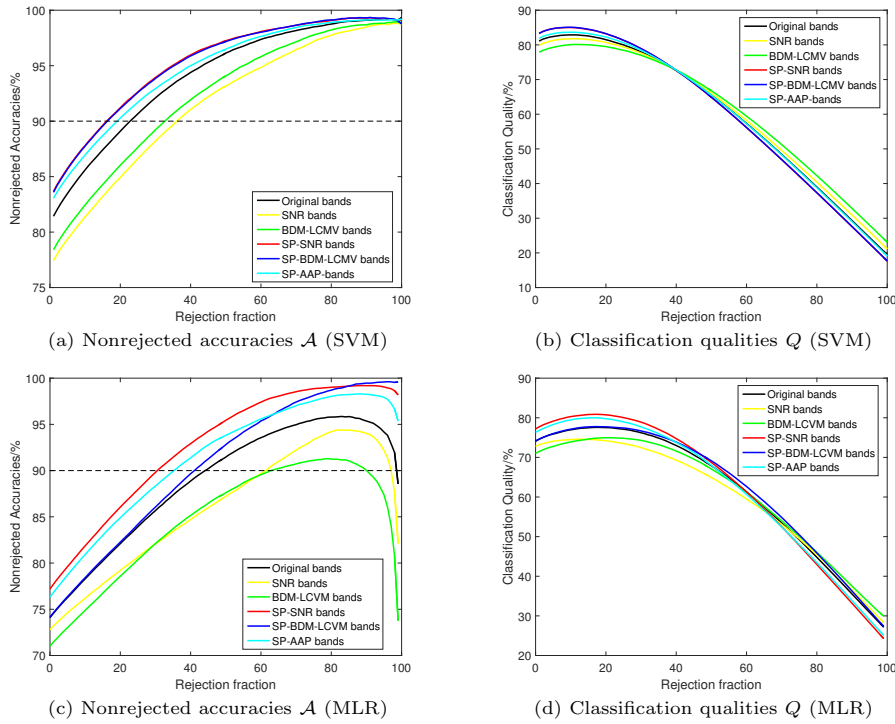 Nonrejected Accuracies/%
100
95
90
85
80
75
0 20 40 60 80 100
Rejection fraction
Original bands
SNR bands
BDM-LCMV bands
SP-SNR bands
SP-BDM-LCMV bands
SP-AAP-bands
(a) Nonrejected accuracies A (SVM)
Classification Quality/%
90
80
70
60
50
40
30
20
10
0 20 40 60 80 100
Rejection fraction
Original bands
SNR bands
BDM-LCMV bands
SP-SNR bands
SP-BDM-LCMV bands
SP-AAP-bands
(b) Classification qualities Q (SVM)
Nonrejected Accuracies/%
100
95
90
85
80
75
70
0 20 40 60 80 100
Rejection fraction
Original bands
SNR bands
BDM-LCVM bands
SP-SNR bands
SP-BDM-LCVM bands
SP-AAP bands
(c) Nonrejected accuracies A (MLR)
Classification Quality/%
90
80
70
60
50
40
30
20
0 20 40 60 80 100
Rejection fraction
Original bands
SNR bands
BDM-LCVM bands
SP-SNR bands
SP-BDM-LCVM bands
SP-AAP bands
(d) Classification qualities Q (MLR)